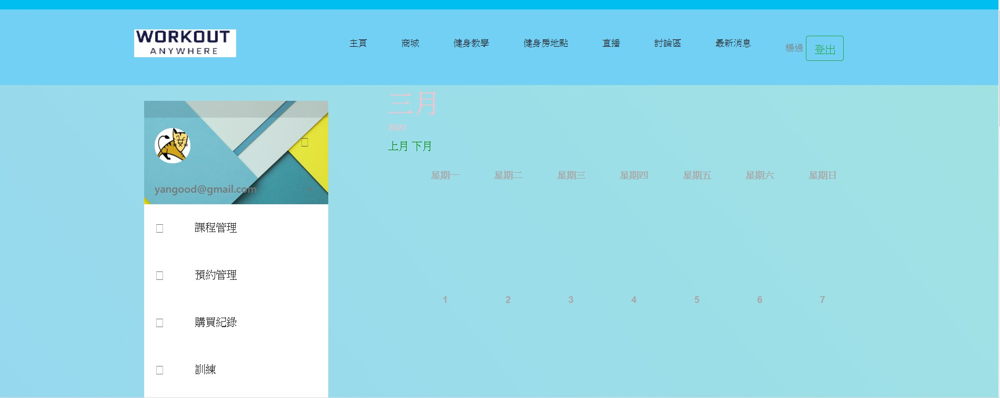 WORKOUT
ANYWHERE
主頁 商城 健身教學 健身房地點 直播 討論區 最新消息 楊過 登出
yangood@gmail.com
課程管理
預約管理
購買紀錄
訓練
三月
2020
上月 下月
星期一 星期二 星期三 星期四 星期五 星期六 星期日
1 2 3 4 5 6 7